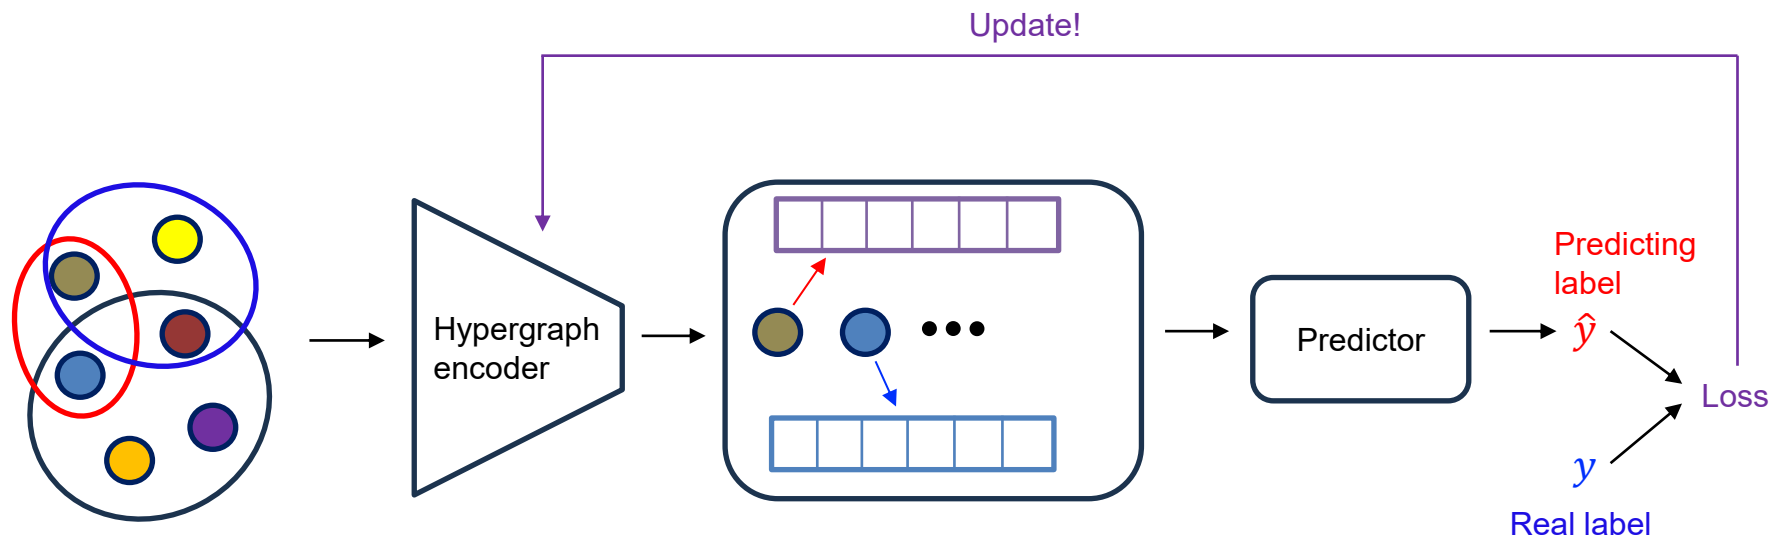 Update!
Hypergraph
encoder
Predictor
Predicting
label
ŷ
Loss
y
Real label